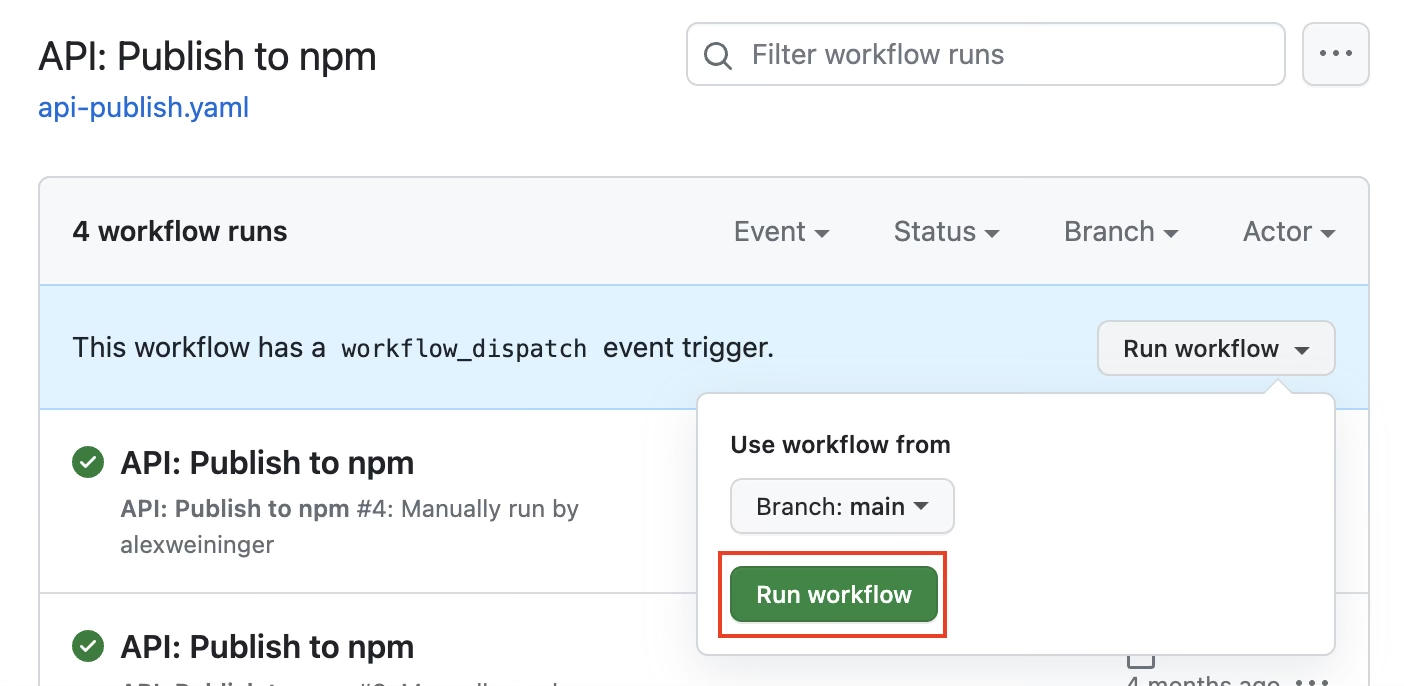 API: Publish to npm
Filter workflow runs
api-publish.yaml
4 workflow runs
Event
Status
Branch
Actor
This workflow has a workflow_dispatch event trigger.
Run workflow
Use workflow from
Branch: main
Run workflow
API: Publish to npm
API: Publish to npm #4: Manually run by
alexweininger
API: Publish to npm
4 months ago